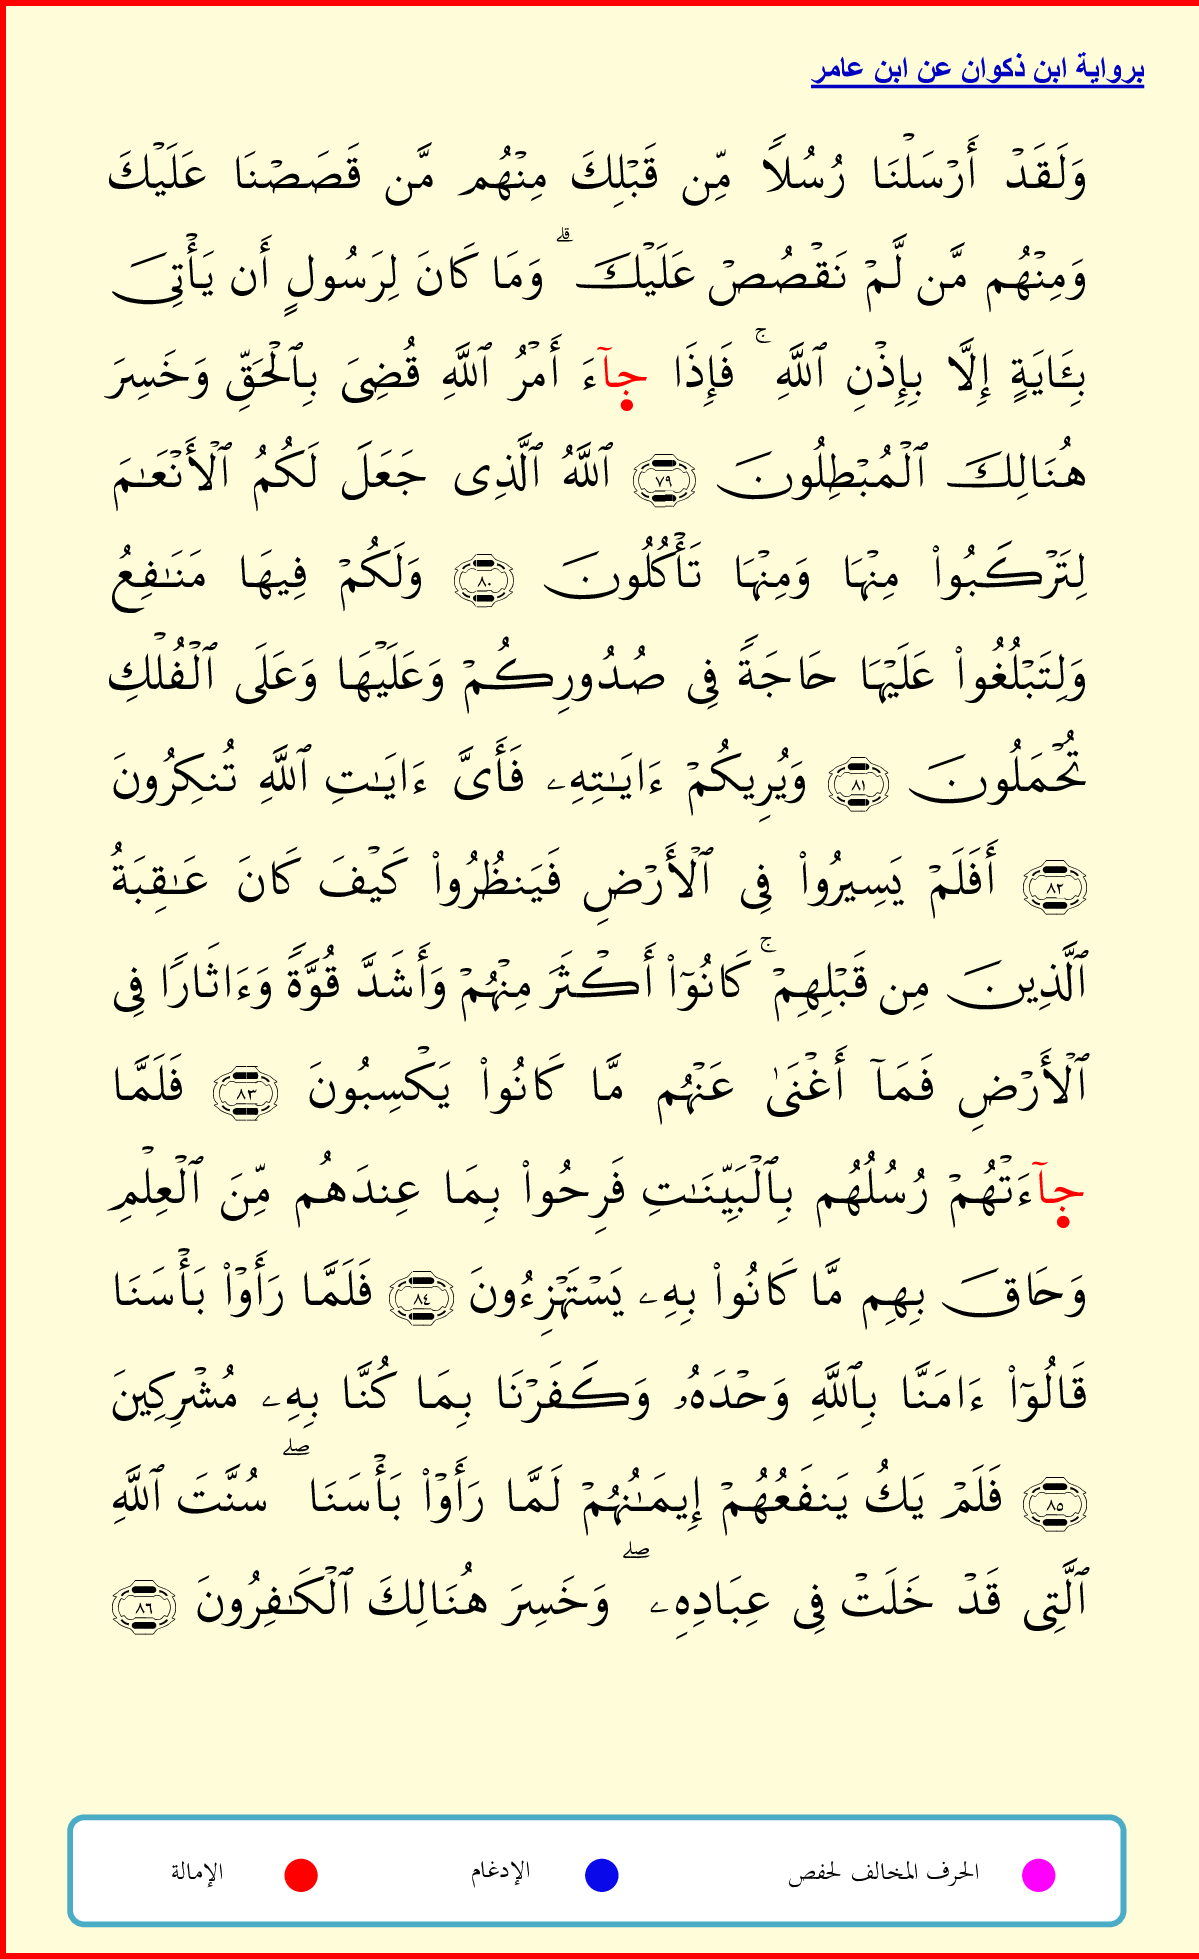 برواية ابن ذكوان عن ابن عامر
وَلَقَدۡ أَرۡسَلۡنَا رُسُلاً مِّن قَبۡلِكَ مِنۡهُم مَّن قَصَصۡنَا عَلَيۡكَ
وَمِنۡهُم مَّن لَّمۡ نَقۡصُصۡ عَلَيۡكَ ۗ وَمَا كَانَ لِرَسُولٍ أَن يَأۡتِىَ
بِـَٔايَةٍ إِلَّا بِإِذۡنِ ٱللَّهِ ۚ فَإِذَا جآءَ أَمۡرُ ٱللَّهِ قُضِىَ بِٱلۡحَقِّ وَخَسِرَ
هُنَالِكَ ٱلۡمُبۡطِلُونَ ٧٩ ٱللَّهُ ٱلَّذِى جَعَلَ لَكُمُ ٱلۡأَنۡعَـٰمَ
لِتَرۡكَبُواْ مِنۡہَا وَمِنۡہَا تَأۡكُلُونَ ٨٠ وَلَكُمۡ فِيهَا مَنَـٰفِعُ
وَلِتَبۡلُغُواْ عَلَيۡہَا حَاجَةً فِى صُدُورِڪُمۡ وَعَلَيۡهَا وَعَلَى ٱلۡفُلۡكِ
تُحۡمَلُونَ ٨١ وَيُرِيكُمۡ ءَايَـٰتِهِۦ فَأَىَّ ءَايَـٰتِ ٱللَّهِ تُنكِرُونَ
٨٢ أَفَلَمۡ يَسِيرُواْ فِى ٱلۡأَرۡضِ فَيَنظُرُواْ كَيۡفَ كَانَ عَـٰقِبَةُ
ٱلَّذِينَ مِن قَبۡلِهِمۡ ۚ كَانُوٓاْ أَڪۡثَرَ مِنۡہُمۡ وَأَشَدَّ قُوَّةً وَءَاثَارًا فِى
ٱلۡأَرۡضِ فَمَآ أَغۡنَىٰ عَنۡہُم مَّا كَانُواْ يَكۡسِبُونَ ٨٣ فَلَمَّا
جآءَتۡهُمۡ رُسُلُهُم بِٱلۡبَيِّنَـٰتِ فَرِحُواْ بِمَا عِندَهُم مِّنَ ٱلۡعِلۡمِ
وَحَاقَ بِهِم مَّا كَانُواْ بِهِۦ يَسۡتَہۡزِءُونَ ٨٤ فَلَمَّا رَأَوۡاْ بَأۡسَنَا
قَالُوٓاْ ءَامَنَّا بِٱللَّهِ وَحۡدَهُۥ وَڪَفَرۡنَا بِمَا كُنَّا بِهِۦ مُشۡرِكِينَ
٨٥ فَلَمۡ يَكُ يَنفَعُهُمۡ إِيمَـٰنُہُمۡ لَمَّا رَأَوۡاْ بَأۡسَنَا ۖ سُنَّتَ ٱللَّهِ
ٱلَّتِى قَدۡ خَلَتۡ فِى عِبَادِهِۦ ۖ وَخَسِرَ هُنَالِكَ ٱلۡكَـٰفِرُونَ ٨٦
الحرف المخالف لحفص الإدغام الإمالة